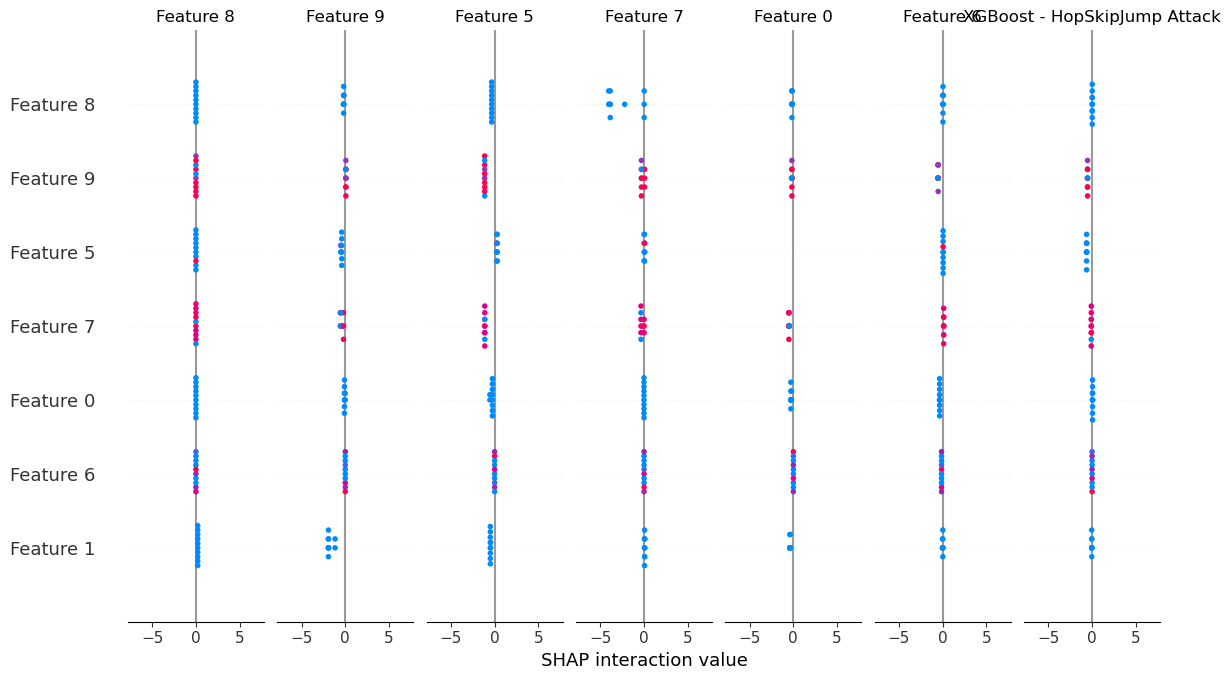 Feature 8 Feature 9 Feature 5 Feature 7 Feature 0 Feature 6 XGBoost - HopSkipJump Attack
Feature 8
Feature 9
Feature 5
Feature 7
Feature 0
Feature 6
Feature 1
−5 0 5 −5 0 5 −5 0 5 −5 0 5 −5 0 5 −5 0 5 −5 0 5
SHAP interaction value